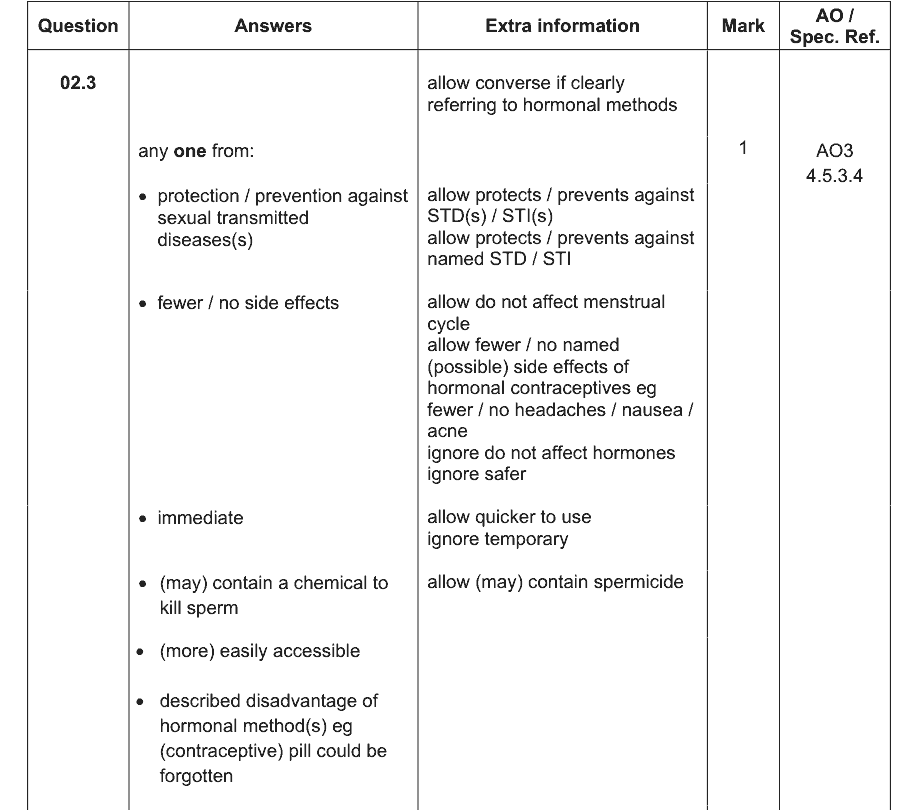 Question Answers Extra information Mark AO /
Spec. Ref.
02.3 allow converse if clearly
referring to hormonal methods
any one from: 1 AO3
4.5.3.4
• protection / prevention against
sexual transmitted
diseases(s)
allow protects / prevents against
STD(s) / STI(s)
allow protects / prevents against
named STD / STI
• fewer / no side effects
allow do not affect menstrual
cycle
allow fewer / no named
(possible) side effects of
hormonal contraceptives eg
fewer / no headaches / nausea /
acne
ignore do not affect hormones
ignore safer
• immediate
allow quicker to use
ignore temporary
• (may) contain a chemical to
kill sperm
allow (may) contain spermicide
• (more) easily accessible
• described disadvantage of
hormonal method(s) eg
(contraceptive) pill could be
forgotten